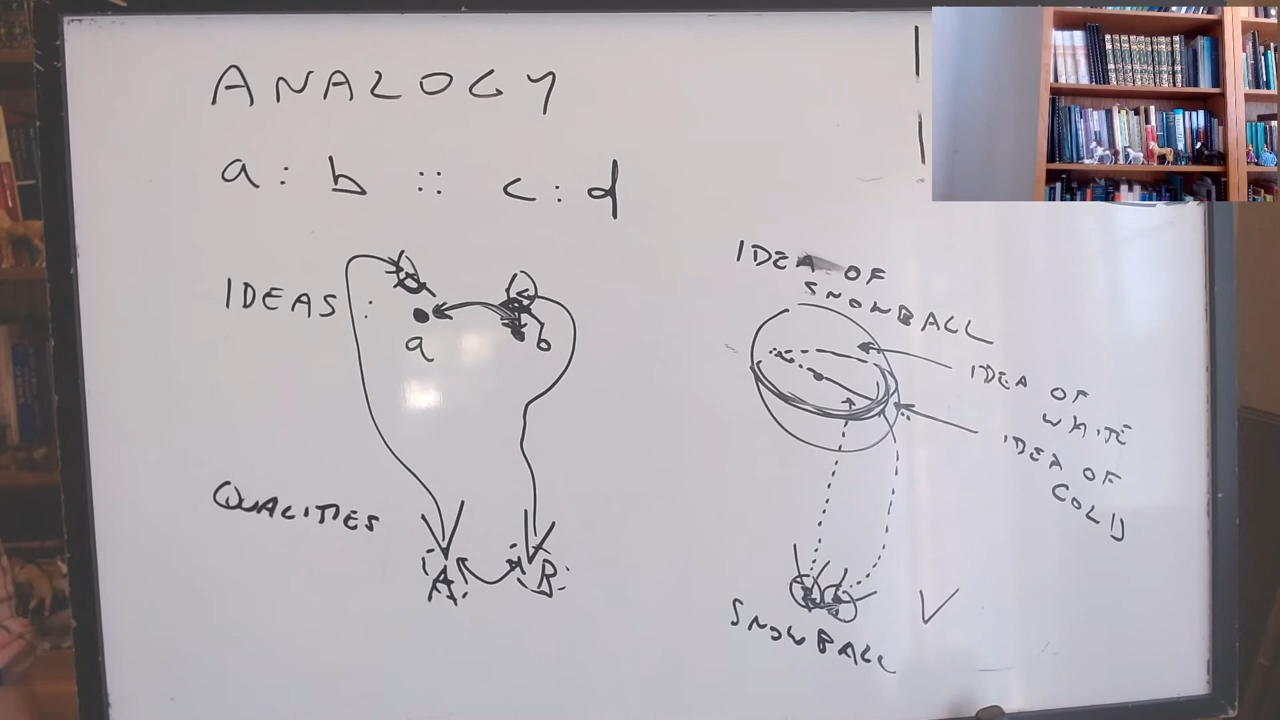 ANALOGY
a : b :: c : d
IDEAS :
a
b
QUALITIES
A
B
IDEA OF
SNOWBALL
IDEA OF
WHITE
IDEA OF
COLD
SNOWBALL